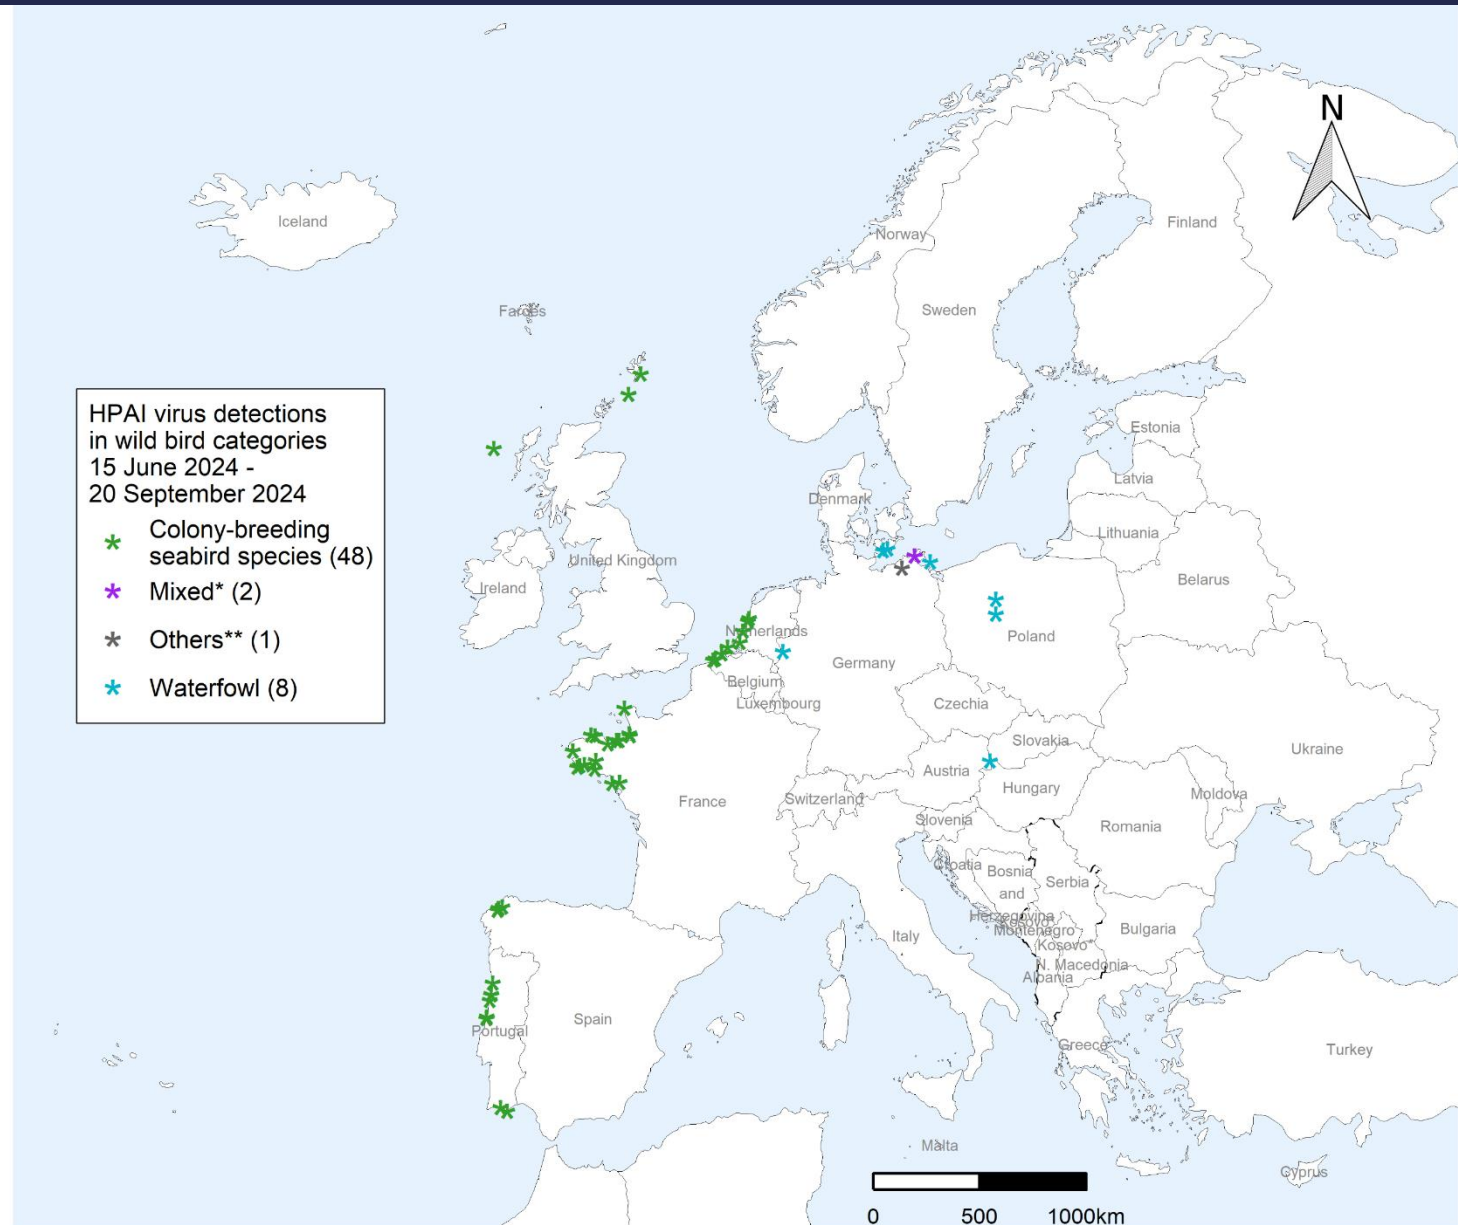 N
Iceland
Norway
Finland
Faroes
Sweden
HPAI virus detections
in wild bird categories
15 June 2024 -
20 September 2024
Colony-breeding
seabird species (48)
Mixed* (2)
Others** (1)
Waterfowl (8)
Estonia
Latvia
Denmark
Lithuania
United Kingdom
Ireland
Belarus
Netherlands
Poland
Germany
Belgium
Luxembourg
Czechia
Slovakia
Ukraine
Austria
Hungary
Moldova
France
Switzerland
Slovenia
Romania
Croatia
Bosnia
and
Herzegovina
Serbia
Kosovo*
Montenegro
Bulgaria
Italy
Kosovo*
N. Macedonia
Albania
Spain
Portugal
Greece
Turkey
Malta
Cyprus
0 500 1000km